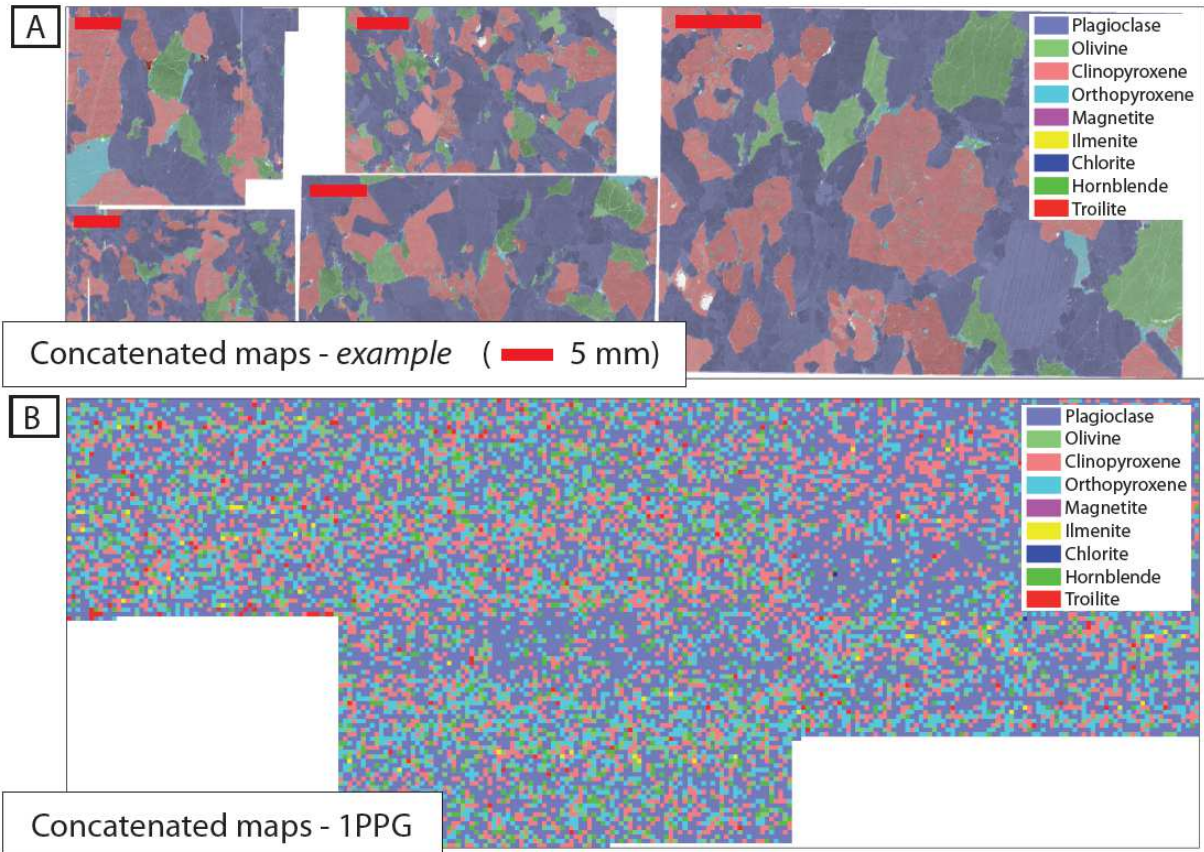 A
Plagioclase
Olivine
Clinopyroxene
Orthopyroxene
Magnetite
Ilmenite
Chlorite
Hornblende
Troilite
Concatenated maps - example ( 5 mm)
B
Plagioclase
Olivine
Clinopyroxene
Orthopyroxene
Magnetite
Ilmenite
Chlorite
Hornblende
Troilite
Concatenated maps - 1PPG